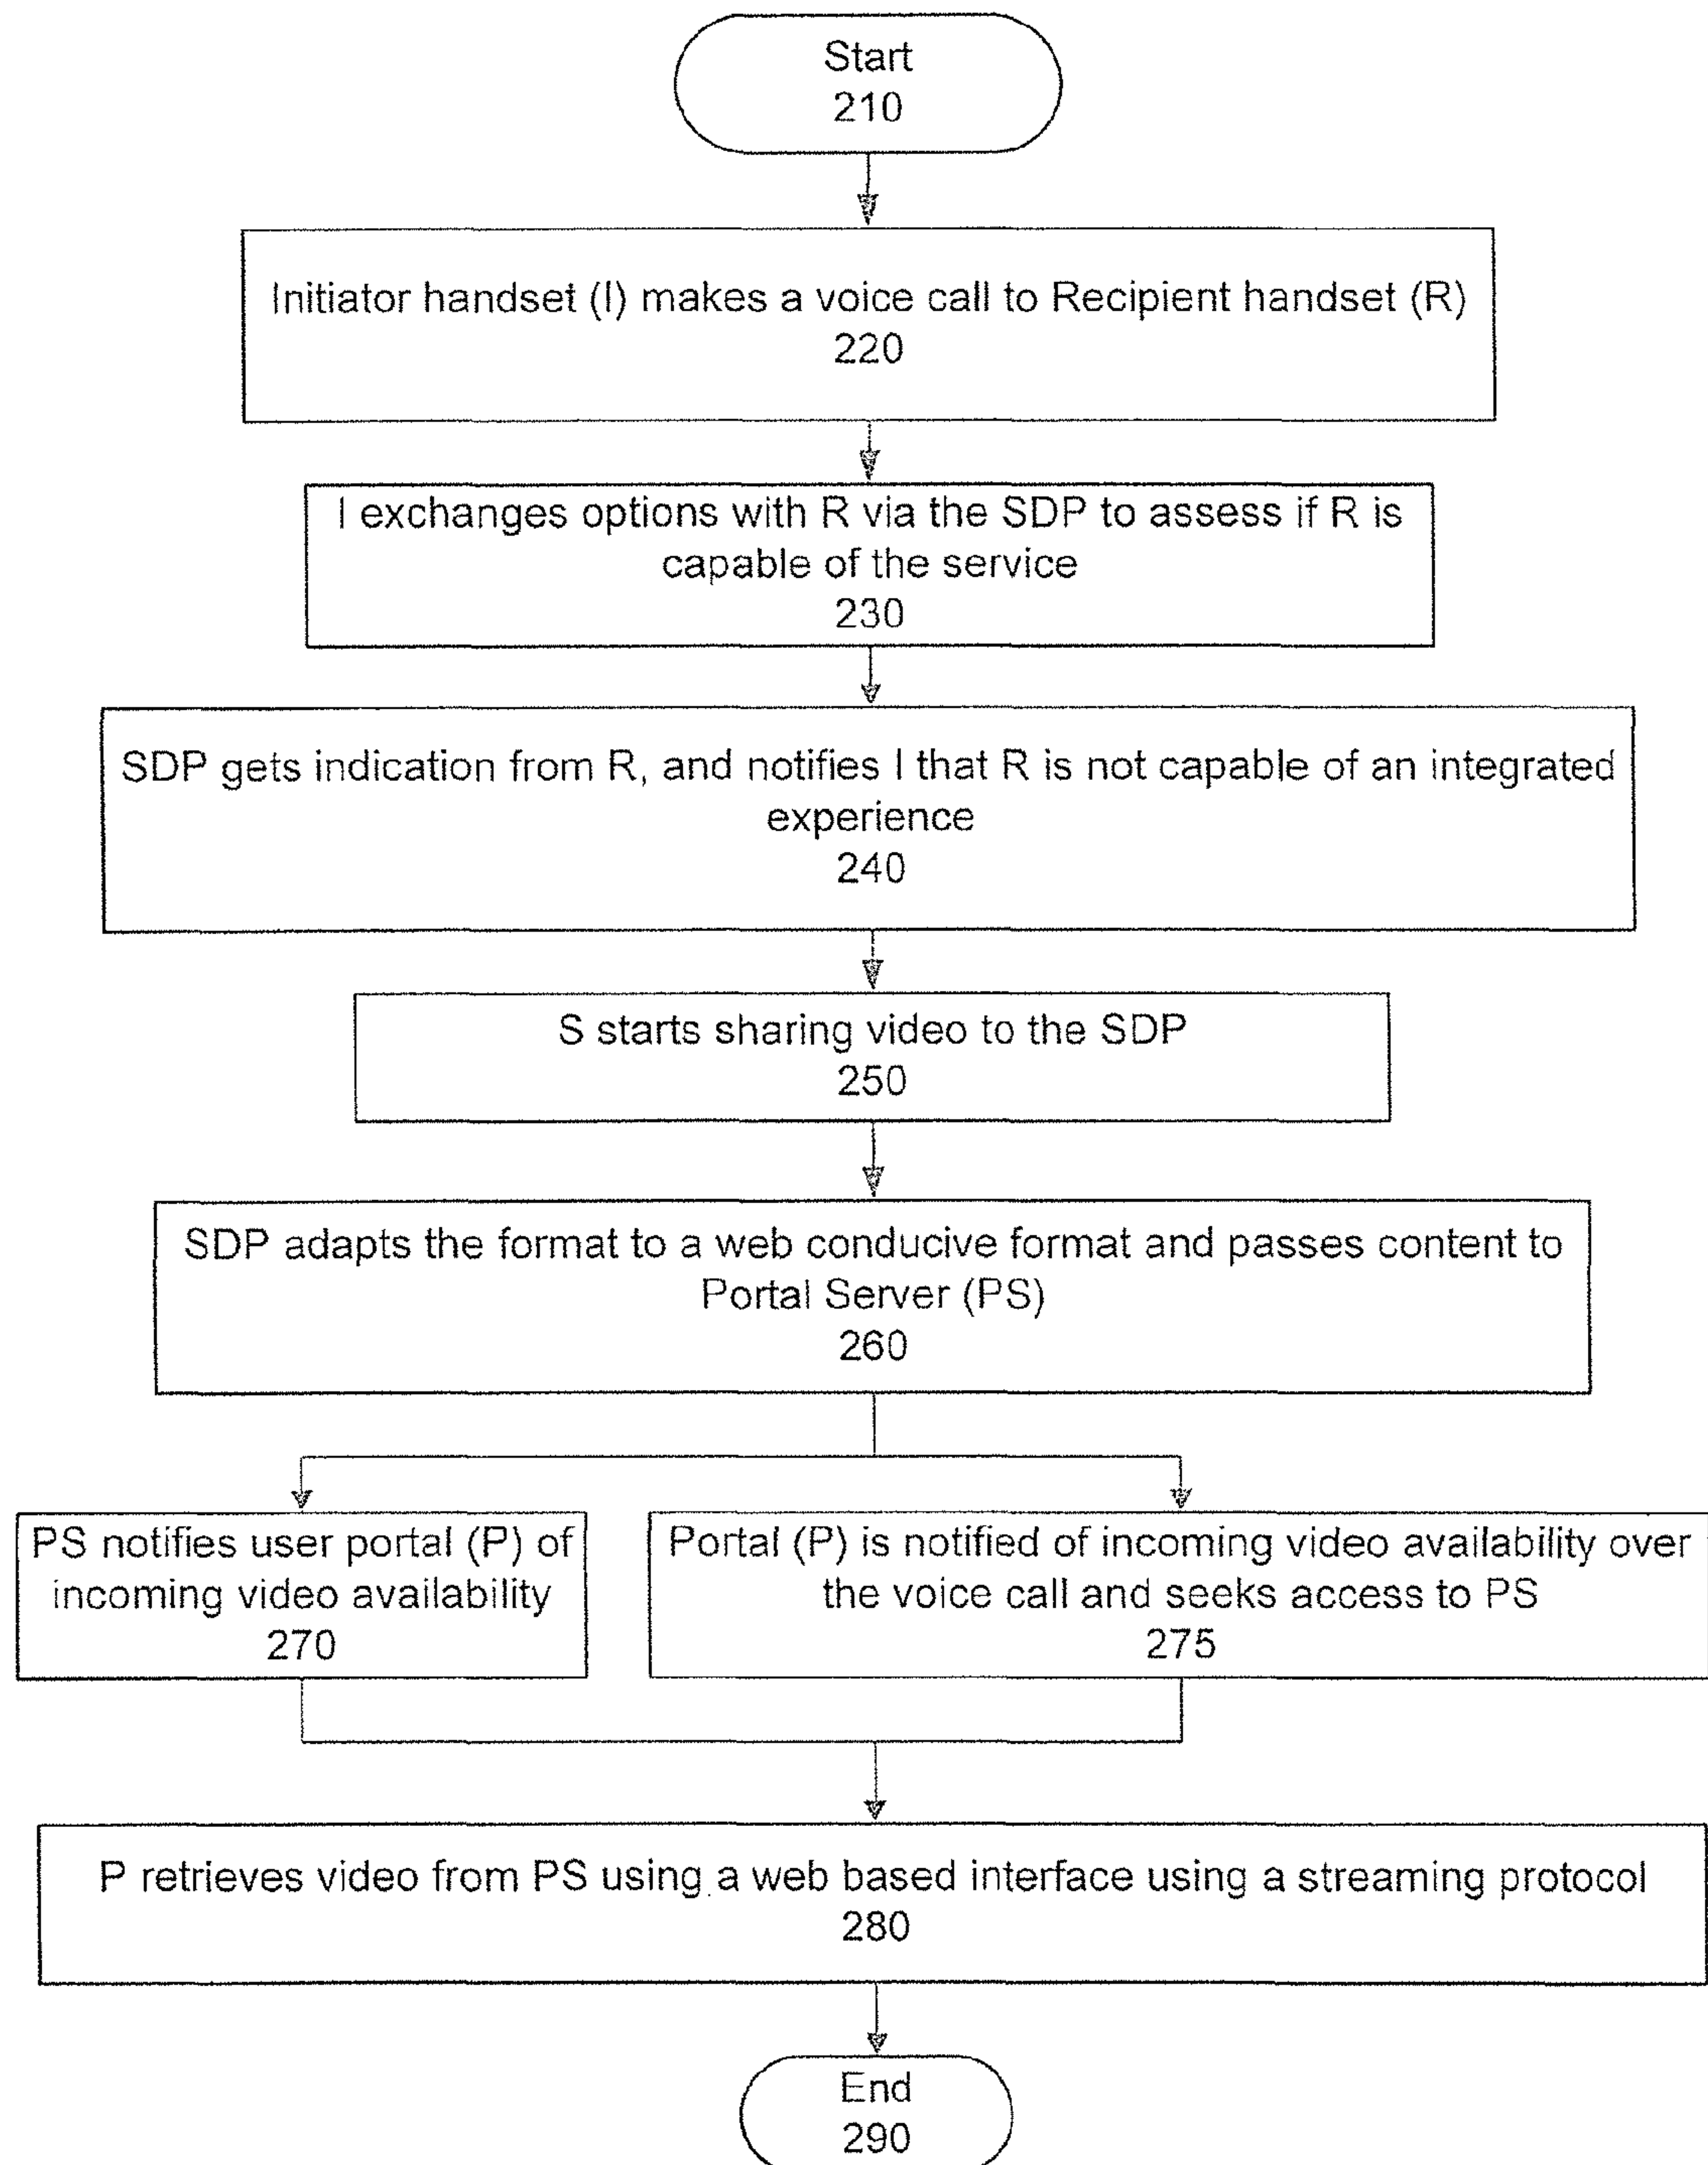 Start
210
Initiator handset (I) makes a voice call to Recipient handset (R)
220
I exchanges options with R via the SDP to assess if R is
capable of the service
230
SDP gets indication from R, and notifies I that R is not capable of an integrated
experience
240
S starts sharing video to the SDP
250
SDP adapts the format to a web conducive format and passes content to
Portal Server (PS)
260
PS notifies user portal (P) of
incoming video availability
270
Portal (P) is notified of incoming video availability over
the voice call and seeks access to PS
275
P retrieves video from PS using a web based interface using a streaming protocol
280
End
290